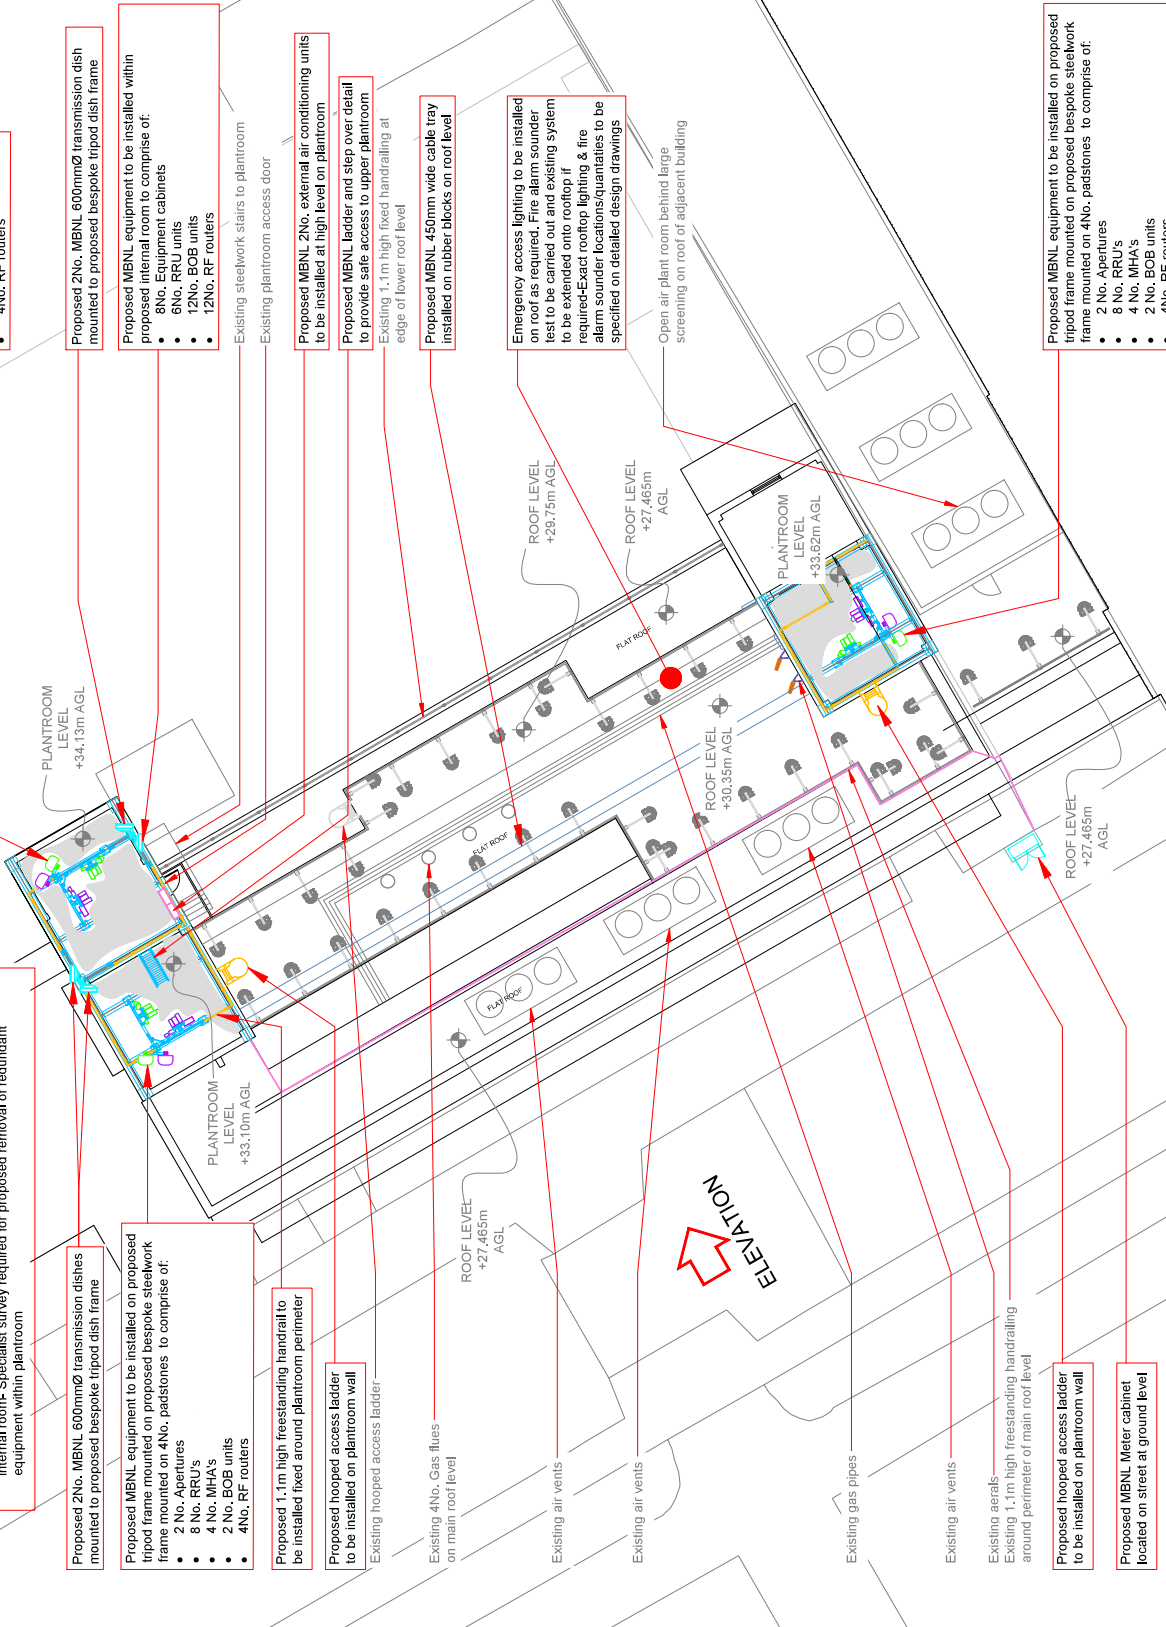 4No. RF routers
Proposed 2No. MBNL 600mmØ transmission dish
mounted to proposed bespoke tripod dish frame
Proposed MBNL equipment to be installed within
proposed internal room to comprise of:
• 8No. Equipment cabinets
• 6No. RRU units
• 12No. BOB units
• 12No. RF routers
Existing steelwork stairs to plantroom
Existing plantroom access door
Proposed MBNL 2No. external air conditioning units
to be installed at high level on plantroom
Proposed MBNL ladder and step over detail
to provide safe access to upper plantroom
Existing 1.1m high fixed handrailing at
edge of lower roof level
Proposed MBNL 450mm wide cable tray
installed on rubber blocks on roof level
Emergency access lighting to be installed
on roof as required. Fire alarm sounder
test to be carried out and existing system
to be extended onto rooftop if
required-Exact rooftop lighting & fire
alarm sounder locations/quantaties to be
specified on detailed design drawings
Open air plant room behind large
screening on roof of adjacent building
Proposed MBNL equipment to be installed on proposed
tripod frame mounted on proposed bespoke steelwork
frame mounted on 4No. padstones to comprise of:
• 2 No. Apertures
• 8 No. RRU's
• 4 No. MHA's
• 2 No. BOB units
• 4No. RF routers
PLANTROOM
LEVEL
+34.13m AGL
ROOF LEVEL
+29.75m AGL
ROOF LEVEL
+27.465m
AGL
PLANTROOM
LEVEL
+33.62m AGL
FLAT ROOF
FLAT ROOF
FLAT ROOF
ROOF LEVEL
+30.35m AGL
ROOF LEVEL
+27.465m
AGL
PLANTROOM
LEVEL
+33.10m AGL
ROOF LEVEL
+27.465m
AGL
ELEVATION
internal room- Specialist survey required for proposed removal of redundant
equipment within plantroom
Proposed 2No. MBNL 600mmØ transmission dishes
mounted to proposed bespoke tripod dish frame
Proposed MBNL equipment to be installed on proposed
tripod frame mounted on proposed bespoke steelwork
frame mounted on 4No. padstones to comprise of:
• 2 No. Apertures
• 8 No. RRU's
• 4 No. MHA's
• 2 No. BOB units
• 4No. RF routers
Proposed 1.1m high freestanding handrail to
be installed fixed around plantroom perimeter
Proposed hooped access ladder
to be installed on plantroom wall
Existing hooped access ladder
Existing 4No. Gas flues
on main roof level
Existing air vents
Existing air vents
Existing gas pipes
Existing air vents
Existing aerials
Existing 1.1m high freestanding handrailing
around perimeter of main roof level
Proposed hooped access ladder
to be installed on plantroom wall
Proposed MBNL Meter cabinet
located on street at ground level